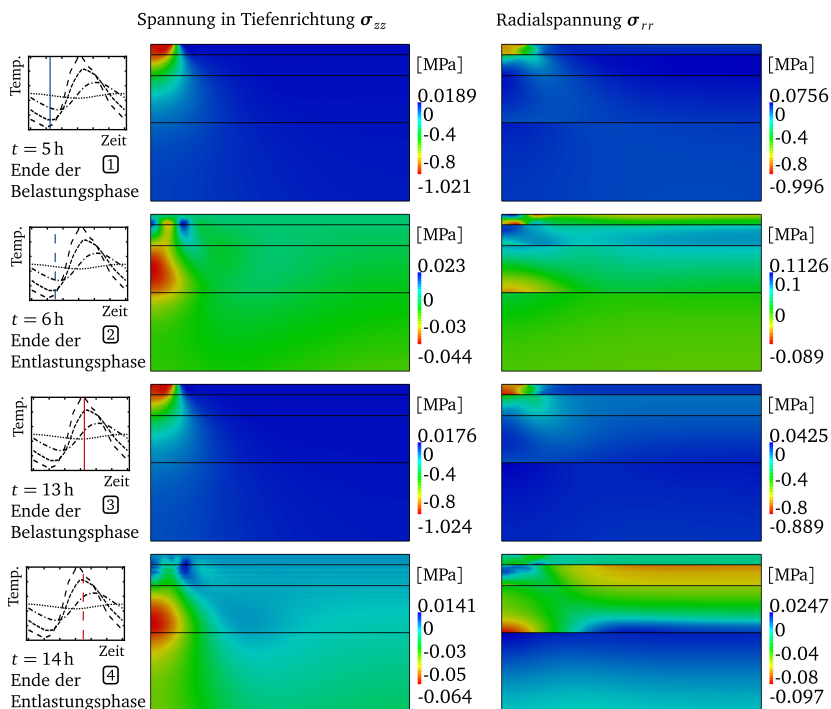 Spannung in Tiefenrichtung σzz
Radialspannung σrr
Temp.
Zeit
t = 5 h
Ende der 1
Belastungsphase
[MPa]
0.0189
0
-0.4
-0.8
-1.021
[MPa]
0.0756
0
-0.4
-0.8
-0.996
Temp.
Zeit
t = 6 h
Ende der 2
Entlastungsphase
[MPa]
0.023
0
-0.03
-0.044
[MPa]
0.1126
0.1
0
-0.089
Temp.
Zeit
t = 13 h
Ende der 3
Belastungsphase
[MPa]
0.0176
0
-0.4
-0.8
-1.024
[MPa]
0.0425
0
-0.4
-0.8
-0.889
Temp.
Zeit
t = 14 h
Ende der 4
Entlastungsphase
[MPa]
0.0141
0
-0.03
-0.05
-0.064
[MPa]
0.0247
0
-0.04
-0.08
-0.097